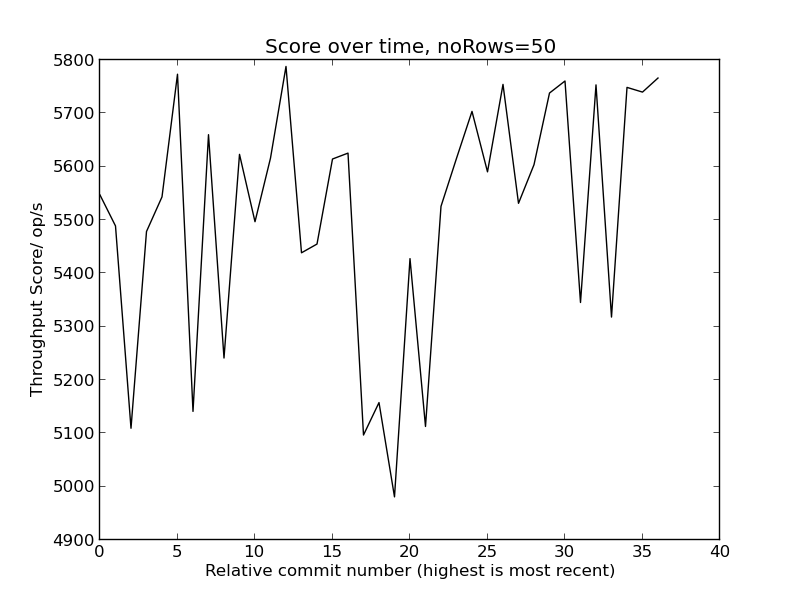 Score over time, noRows=50
Throughput Score/ op/s
5800
5700
5600
5500
5400
5300
5200
5100
5000
4900
0 5 10 15 20 25 30 35 40
Relative commit number (highest is most recent)